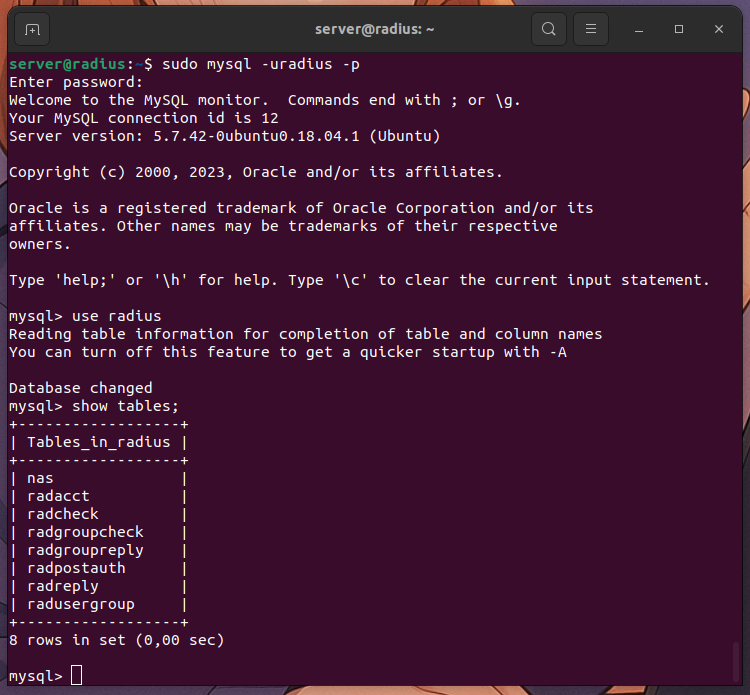 server@radius: ~
server@radius:~$ sudo mysql -uradius -p
Enter password:
Welcome to the MySQL monitor.  Commands end with ; or \g.
Your MySQL connection id is 12
Server version: 5.7.42-0ubuntu0.18.04.1 (Ubuntu)

Copyright (c) 2000, 2023, Oracle and/or its affiliates.

Oracle is a registered trademark of Oracle Corporation and/or its
affiliates. Other names may be trademarks of their respective
owners.

Type 'help;' or '\h' for help. Type '\c' to clear the current input statement.

mysql> use radius
Reading table information for completion of table and column names
You can turn off this feature to get a quicker startup with -A

Database changed
mysql> show tables;
+------------------+
| Tables_in_radius |
+------------------+
| nas              |
| radacct          |
| radcheck         |
| radgroupcheck    |
| radgroupreply    |
| radpostauth      |
| radreply         |
| radusergroup     |
+------------------+
8 rows in set (0,00 sec)

mysql>